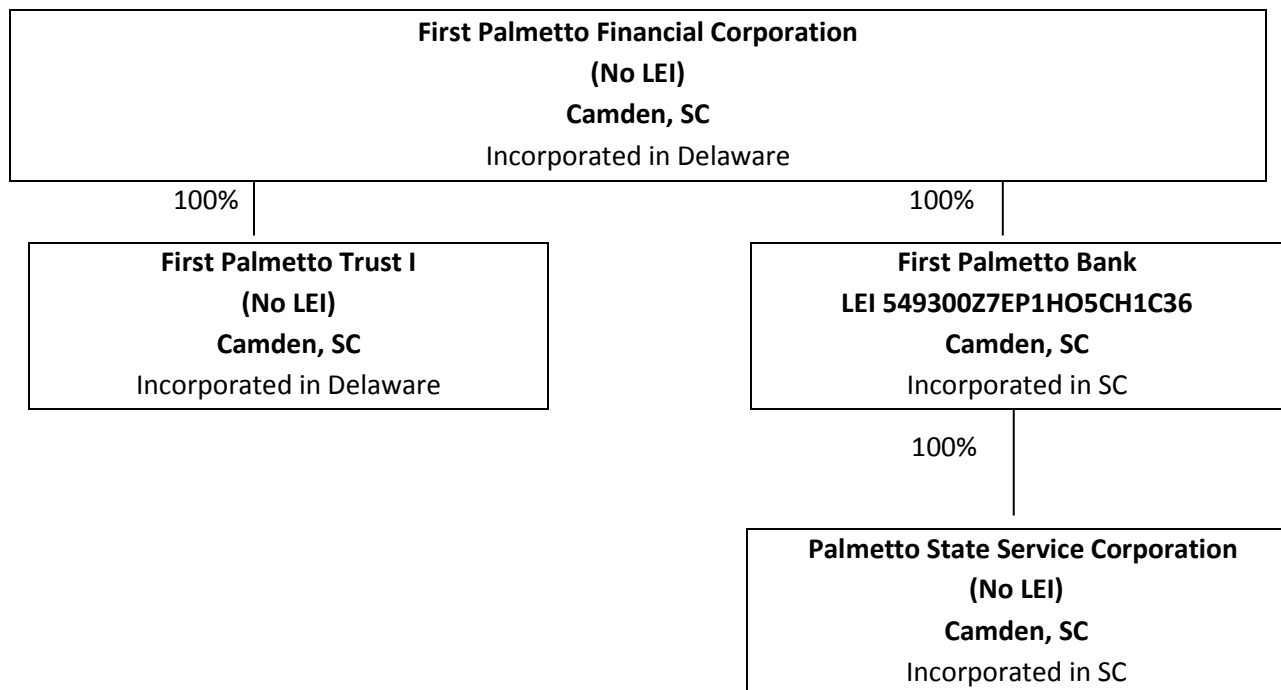 First Palmetto Financial Corporation
(No LEI)
Camden, SC
Incorporated in Delaware
100%
100%
First Palmetto Trust I
(No LEI)
Camden, SC
Incorporated in Delaware
First Palmetto Bank
LEI 549300Z7EP1HO5CH1C36
Camden, SC
Incorporated in SC
100%
Palmetto State Service Corporation
(No LEI)
Camden, SC
Incorporated in SC